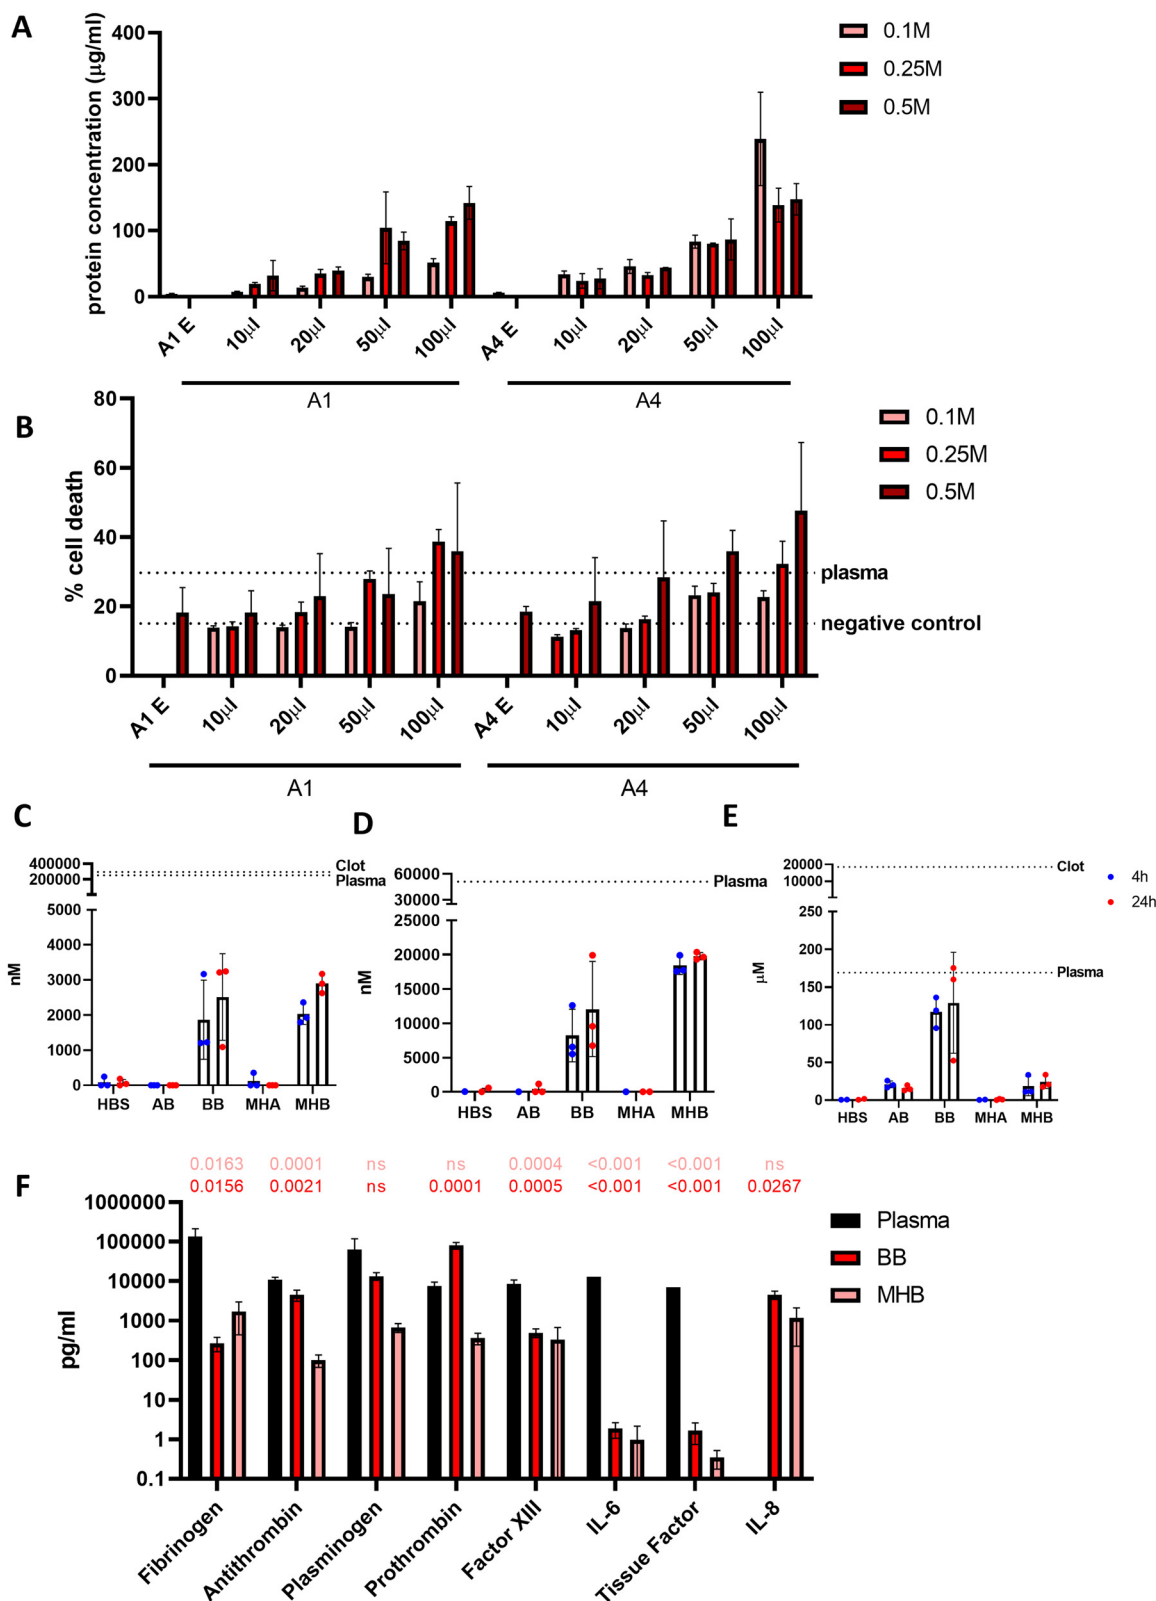 A
protein concentration (µg/ml)
400
300
200
100
0
0.1M
0.25M
0.5M
A1 E
10µl
20µl
50µl
100µl
A4 E
10µl
20µl
50µl
100µl
A1
A4
B
% cell death
80
60
40
20
0
0.1M
0.25M
0.5M
plasma
negative control
A1 E
10µl
20µl
50µl
100µl
A4 E
10µl
20µl
50µl
100µl
A1
A4
C
nM
400000
200000
5000
4000
3000
2000
1000
0
Clot
Plasma
HBS AB BB MHA MHB
D
nM
60000
30000
25000
20000
15000
10000
5000
0
Plasma
HBS AB BB MHA MHB
E
µM
20000
10000
250
200
150
100
50
0
Clot
Plasma
4h
24h
HBS AB BB MHA MHB
F
0.0163 0.0001 ns ns 0.0004 <0.001 <0.001 ns
0.0156 0.0021 ns 0.0001 0.0005 <0.001 <0.001 0.0267
pg/ml
1000000
100000
10000
1000
100
10
1
0.1
Plasma
BB
MHB
Fibrinogen
Antithrombin
Plasminogen
Prothrombin
Factor XIII
IL-6
Tissue Factor
IL-8